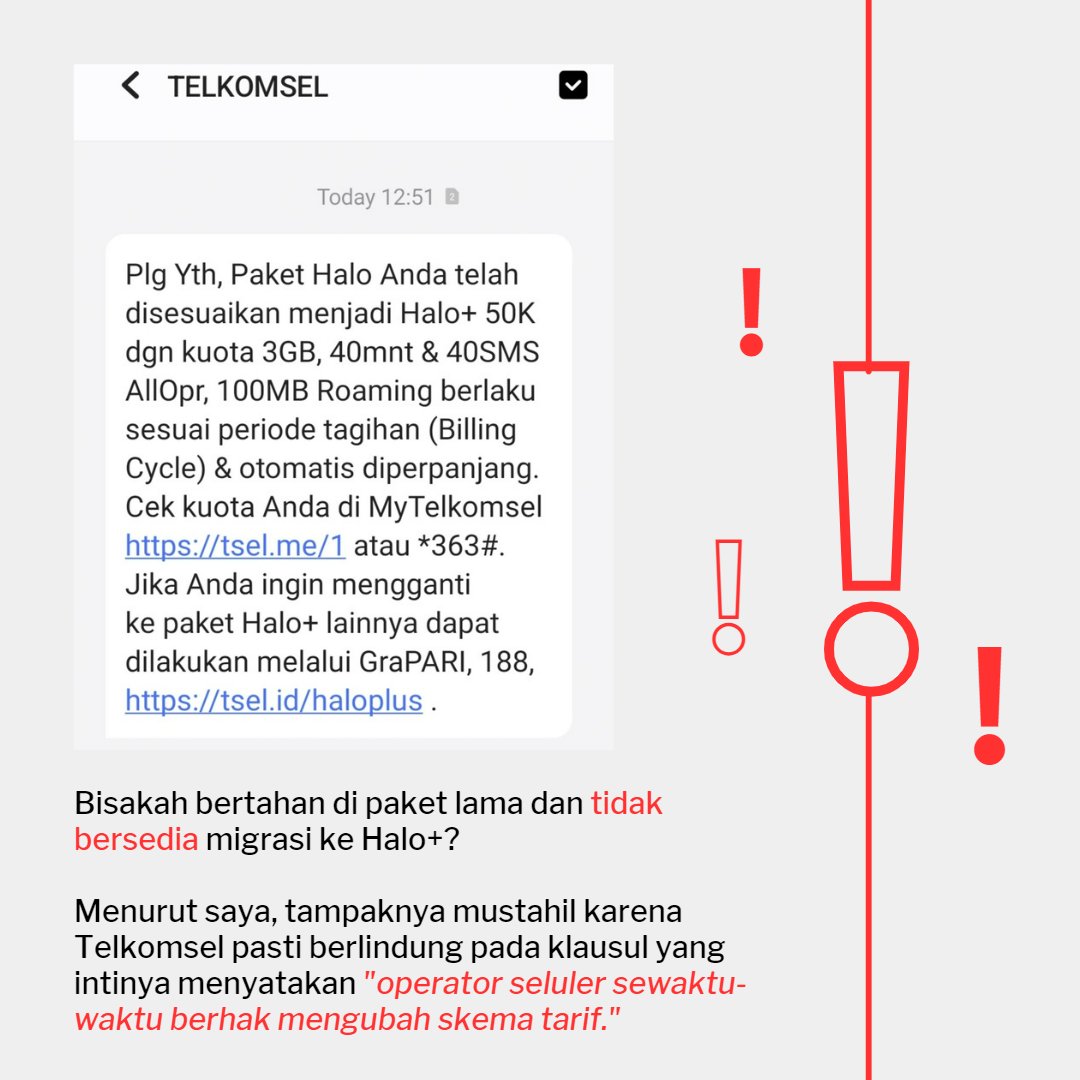 TELKOMSEL
Today 12:51 2
Plg Yth, Paket Halo Anda telah
disesuaikan menjadi Halo+ 50K
dgn kuota 3GB, 40mnt & 40SMS
AllOpr, 100MB Roaming berlaku
sesuai periode tagihan (Billing
Cycle) & otomatis diperpanjang.
Cek kuota Anda di MyTelkomsel
https://tsel.me/1 atau *363#.
Jika Anda ingin mengganti
ke paket Halo+ lainnya dapat
dilakukan melalui GraPARI, 188,
https://tsel.id/haloplus .
Bisakah bertahan di paket lama dan tidak
bersedia migrasi ke Halo+?
Menurut saya, tampaknya mustahil karena
Telkomsel pasti berlindung pada klausul yang
intinya menyatakan "operator seluler sewaktu-
waktu berhak mengubah skema tarif."